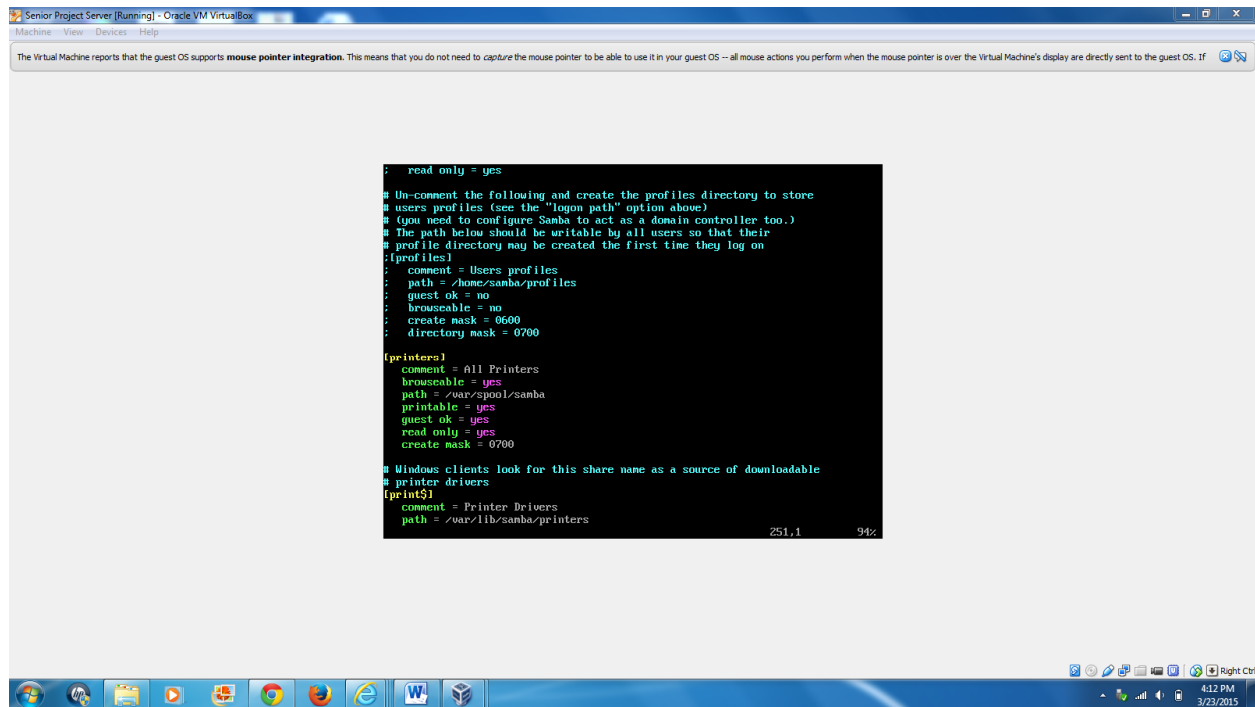 Senior Project Server [Running] - Oracle VM VirtualBox
Machine View Devices Help
The Virtual Machine reports that the guest OS supports mouse pointer integration. This means that you do not need to capture the mouse pointer to be able to use it in your guest OS -- all mouse actions you perform when the mouse pointer is over the Virtual Machine's display are directly sent to the guest OS. If
;   read only = yes
# Un-comment the following and create the profiles directory to store
# users profiles (see the "logon path" option above)
# (you need to configure Samba to act as a domain controller too.)
# The path below should be writable by all users so that their
# profile directory may be created the first time they log on
;[profiles]
;   comment = Users profiles
;   path = /home/samba/profiles
;   guest ok = no
;   browseable = no
;   create mask = 0600
;   directory mask = 0700
[printers]
comment = All Printers
browseable = yes
path = /var/spool/samba
printable = yes
guest ok = yes
read only = yes
create mask = 0700
# Windows clients look for this share name as a source of downloadable
# printer drivers
[print$]
comment = Printer Drivers
path = /var/lib/samba/printers
251,1 94%
Right Ctrl
4:12 PM
3/23/2015